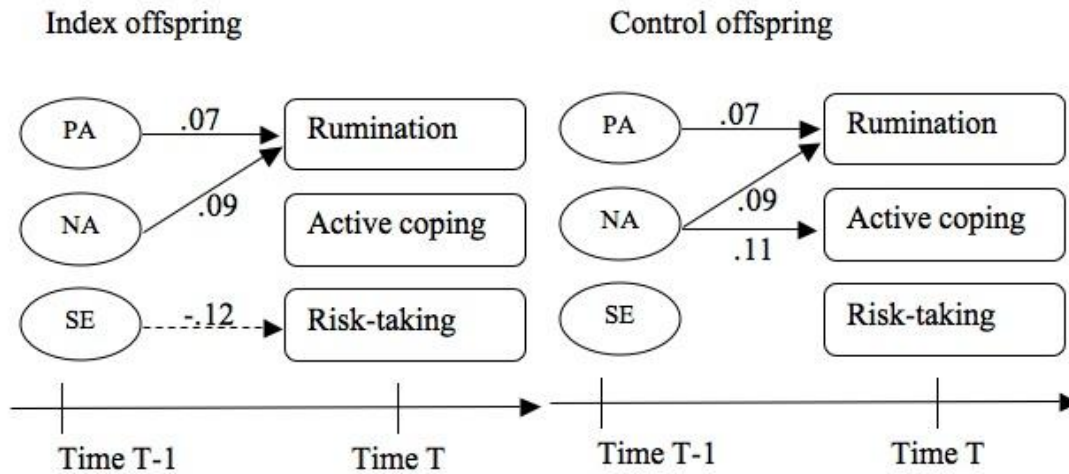 Index offspring
PA
.07
Rumination
NA
.09
Active coping
SE
-.12
Risk-taking
Time T-1
Time T
Control offspring
PA
.07
Rumination
NA
.09
.11
Active coping
SE
Risk-taking
Time T-1
Time T